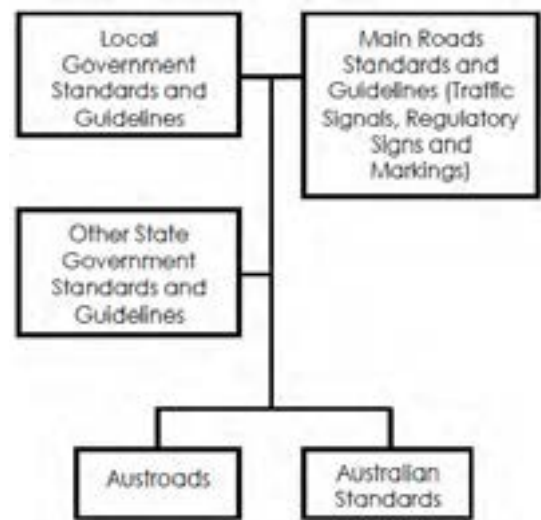 Local
Government
Standards and
Guidelines
Main Roads
Standards and
Guidelines (Traffic
Signals, Regulatory
Signs and
Markings)
Other State
Government
Standards and
Guidelines
Austroads
Australian
Standards